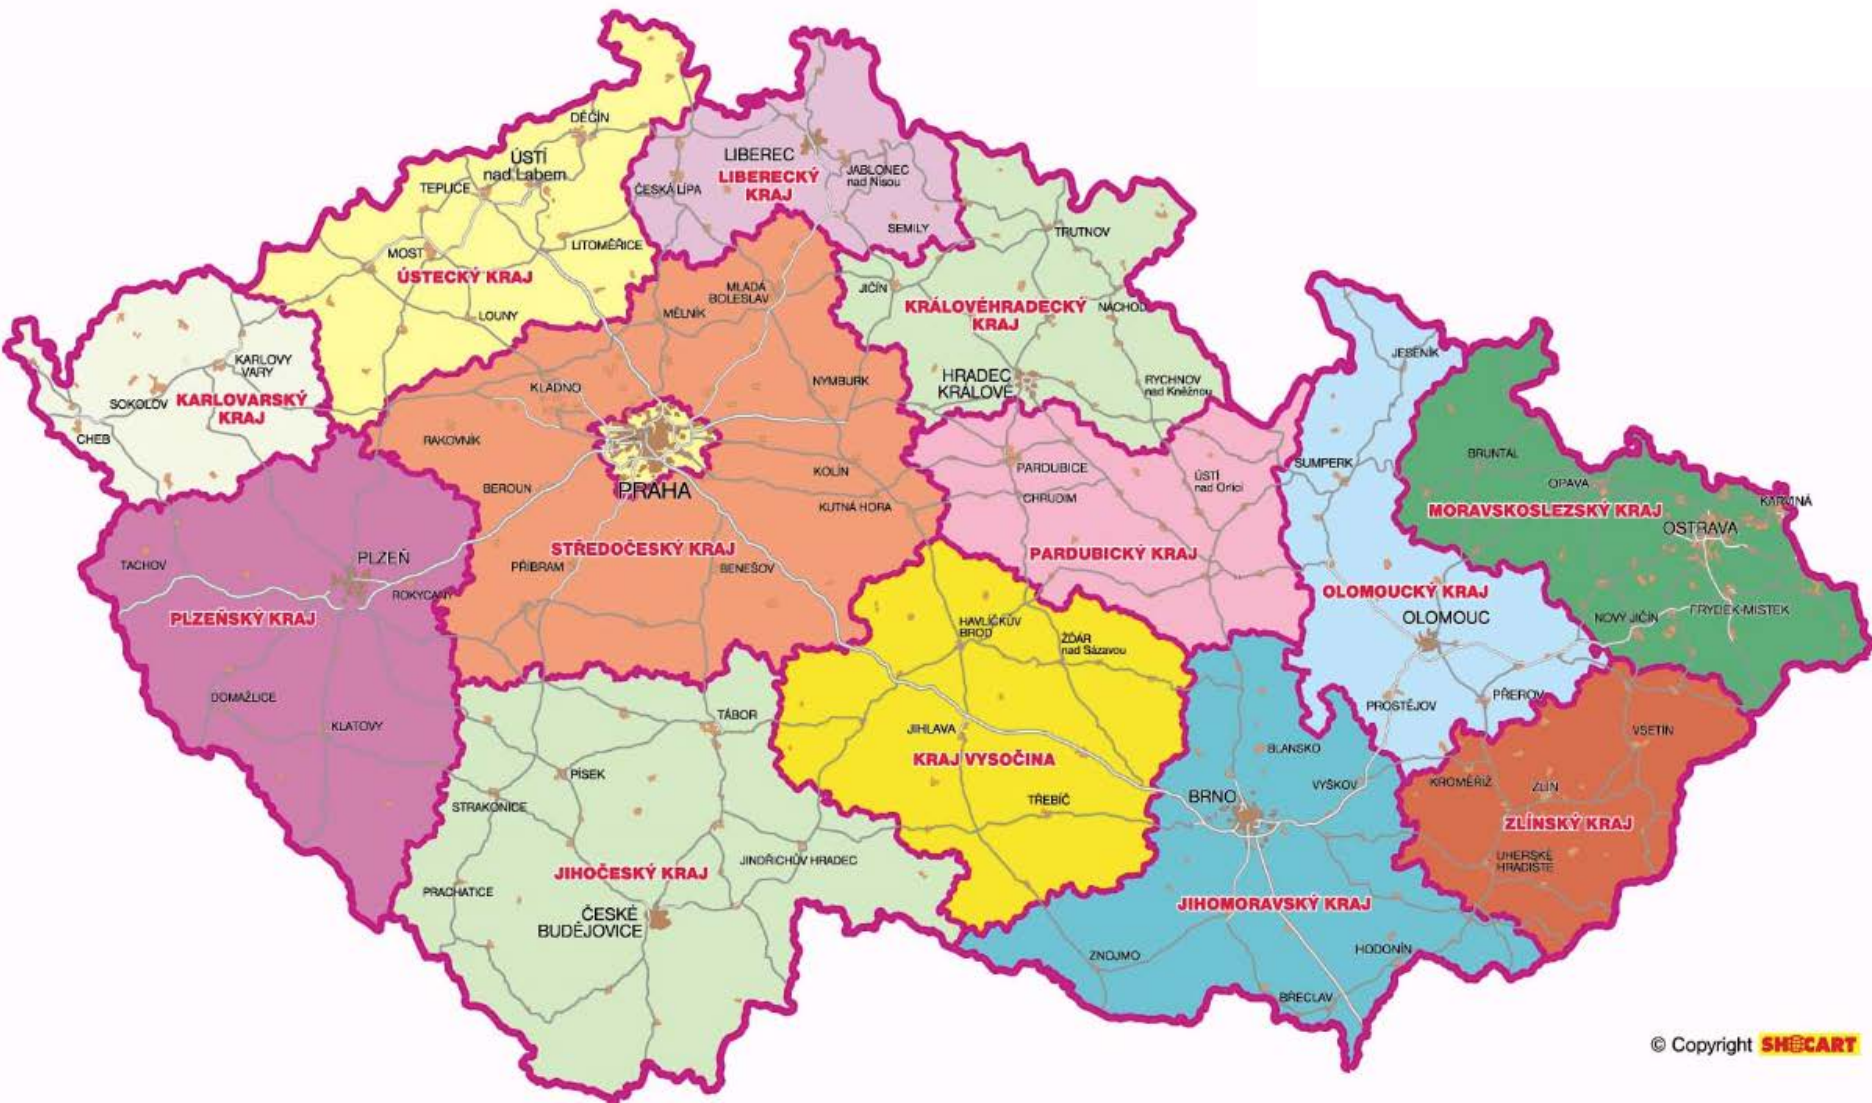 DĚČÍN
ÚSTÍ
nad Labem
TEPLICE
LIBEREC
LIBERECKÝ
KRAJ
JABLONEC
nad Nisou
ČESKÁ LÍPA
SEMILY
LITOMĚŘICE
MOST
ÚSTECKÝ KRAJ
LOUNY
TRUTNOV
MLADÁ
BOLESLAV
MĚLNÍK
JIČÍN
KRÁLOVÉHRADECKÝ
KRAJ
NÁCHOD
JESENÍK
KARLOVY
VARY
KARLOVARSKÝ
KRAJ
SOKOLOV
CHEB
KLADNO
NYMBURK
HRADEC
KRÁLOVÉ
RYCHNOV
nad Kněžnou
RAKOVNÍK
BEROUN
PRAHA
KOLÍN
KUTNÁ HORA
PARDUBICE
CHRUDIM
ÚSTÍ
nad Orlicí
ŠUMPERK
BRUNTÁL
OPAVA
KARVINÁ
MORAVSKOSLEZSKÝ KRAJ
OSTRAVA
STŘEDOČESKÝ KRAJ
PŘÍBRAM
BENEŠOV
PARDUBICKÝ KRAJ
TACHOV
PLZEŇ
ROKYCANY
PLZEŇSKÝ KRAJ
OLOMOUCKÝ KRAJ
OLOMOUC
NOVÝ JIČÍN
FRÝDEK-MÍSTEK
HAVLÍČKŮV
BROD
ŽĎÁR
nad Sázavou
DOMAŽLICE
KLATOVY
TÁBOR
JIHLAVA
KRAJ VYSOČINA
PROSTĚJOV
PŘEROV
VSETÍN
PÍSEK
STRAKONICE
TŘEBÍČ
BLANSKO
VYŠKOV
BRNO
KROMĚŘÍŽ
ZLÍN
ZLÍNSKÝ KRAJ
UHERSKÉ
HRADIŠTĚ
JINDŘICHŮV HRADEC
JIHOČESKÝ KRAJ
PRACHATICE
ČESKÉ
BUDĚJOVICE
JIHOMORAVSKÝ KRAJ
ZNOJMO
HODONÍN
BŘECLAV
© Copyright SHOCART